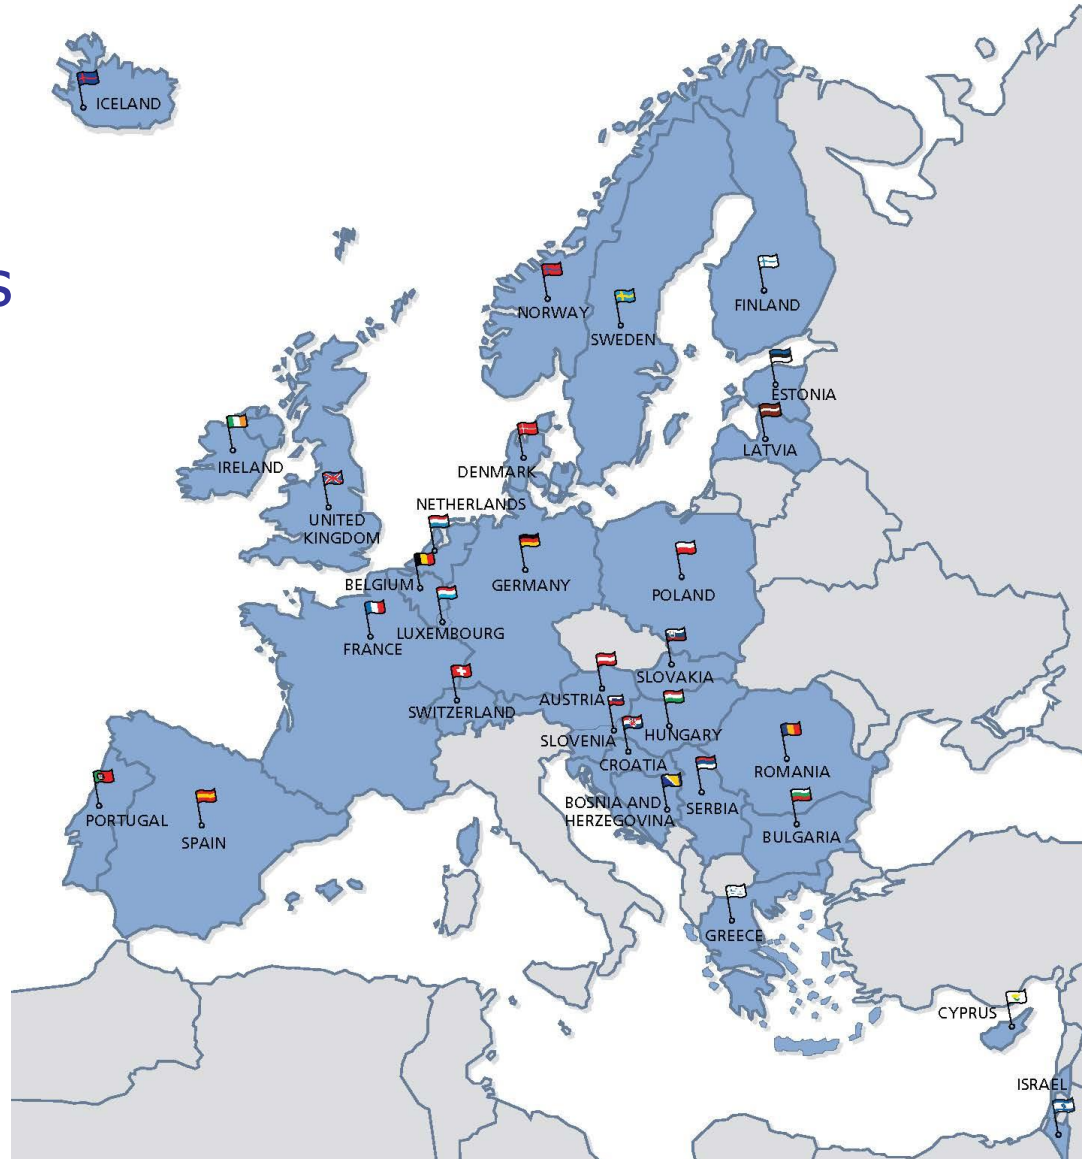 ICELAND
S
NORWAY
FINLAND
SWEDEN
ESTONIA
LATVIA
IRELAND
DENMARK
NETHERLANDS
UNITED
KINGDOM
BELGIUM
GERMANY
POLAND
LUXEMBOURG
FRANCE
SLOVAKIA
AUSTRIA
SWITZERLAND
HUNGARY
SLOVENIA
CROATIA
ROMANIA
BOSNIA AND
HERZEGOVINA
SERBIA
PORTUGAL
BULGARIA
SPAIN
GREECE
CYPRUS
ISRAEL